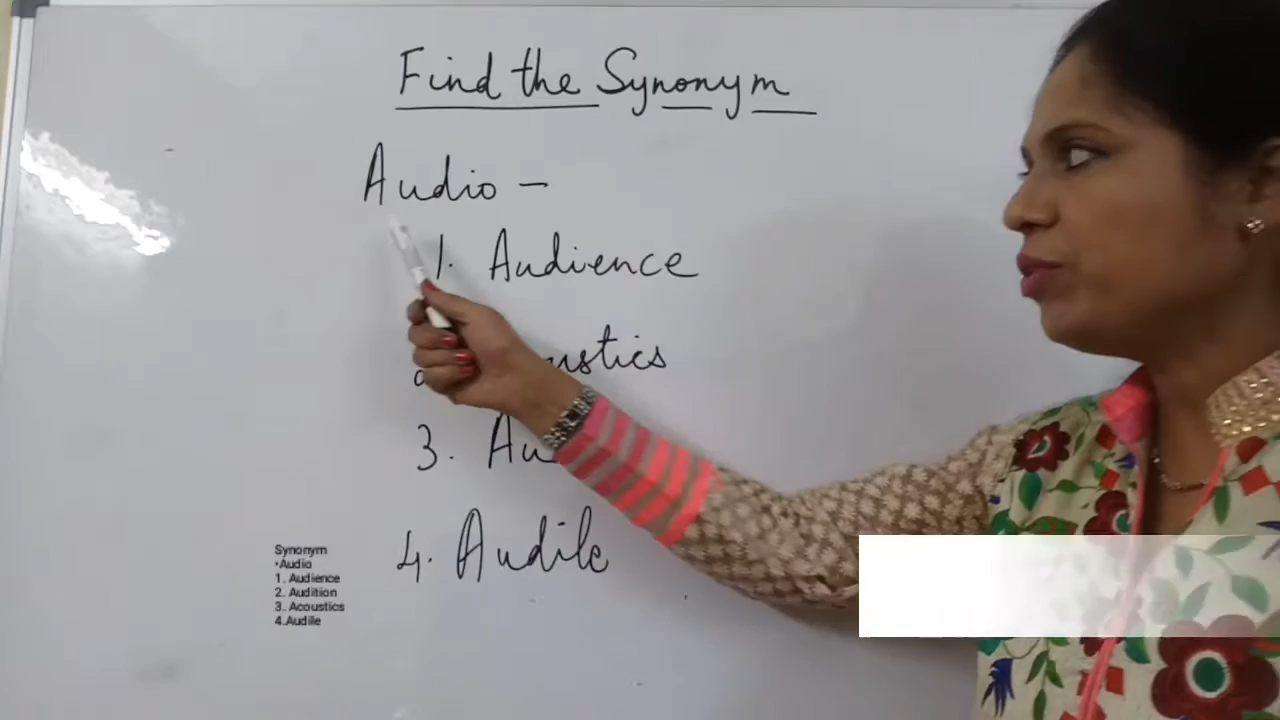 Find the Synonym
Audio –
1. Audience
3.
4. Audile
Synonym
•Audio
1. Audience
2. Audition
3. Acoustics
4.Audile